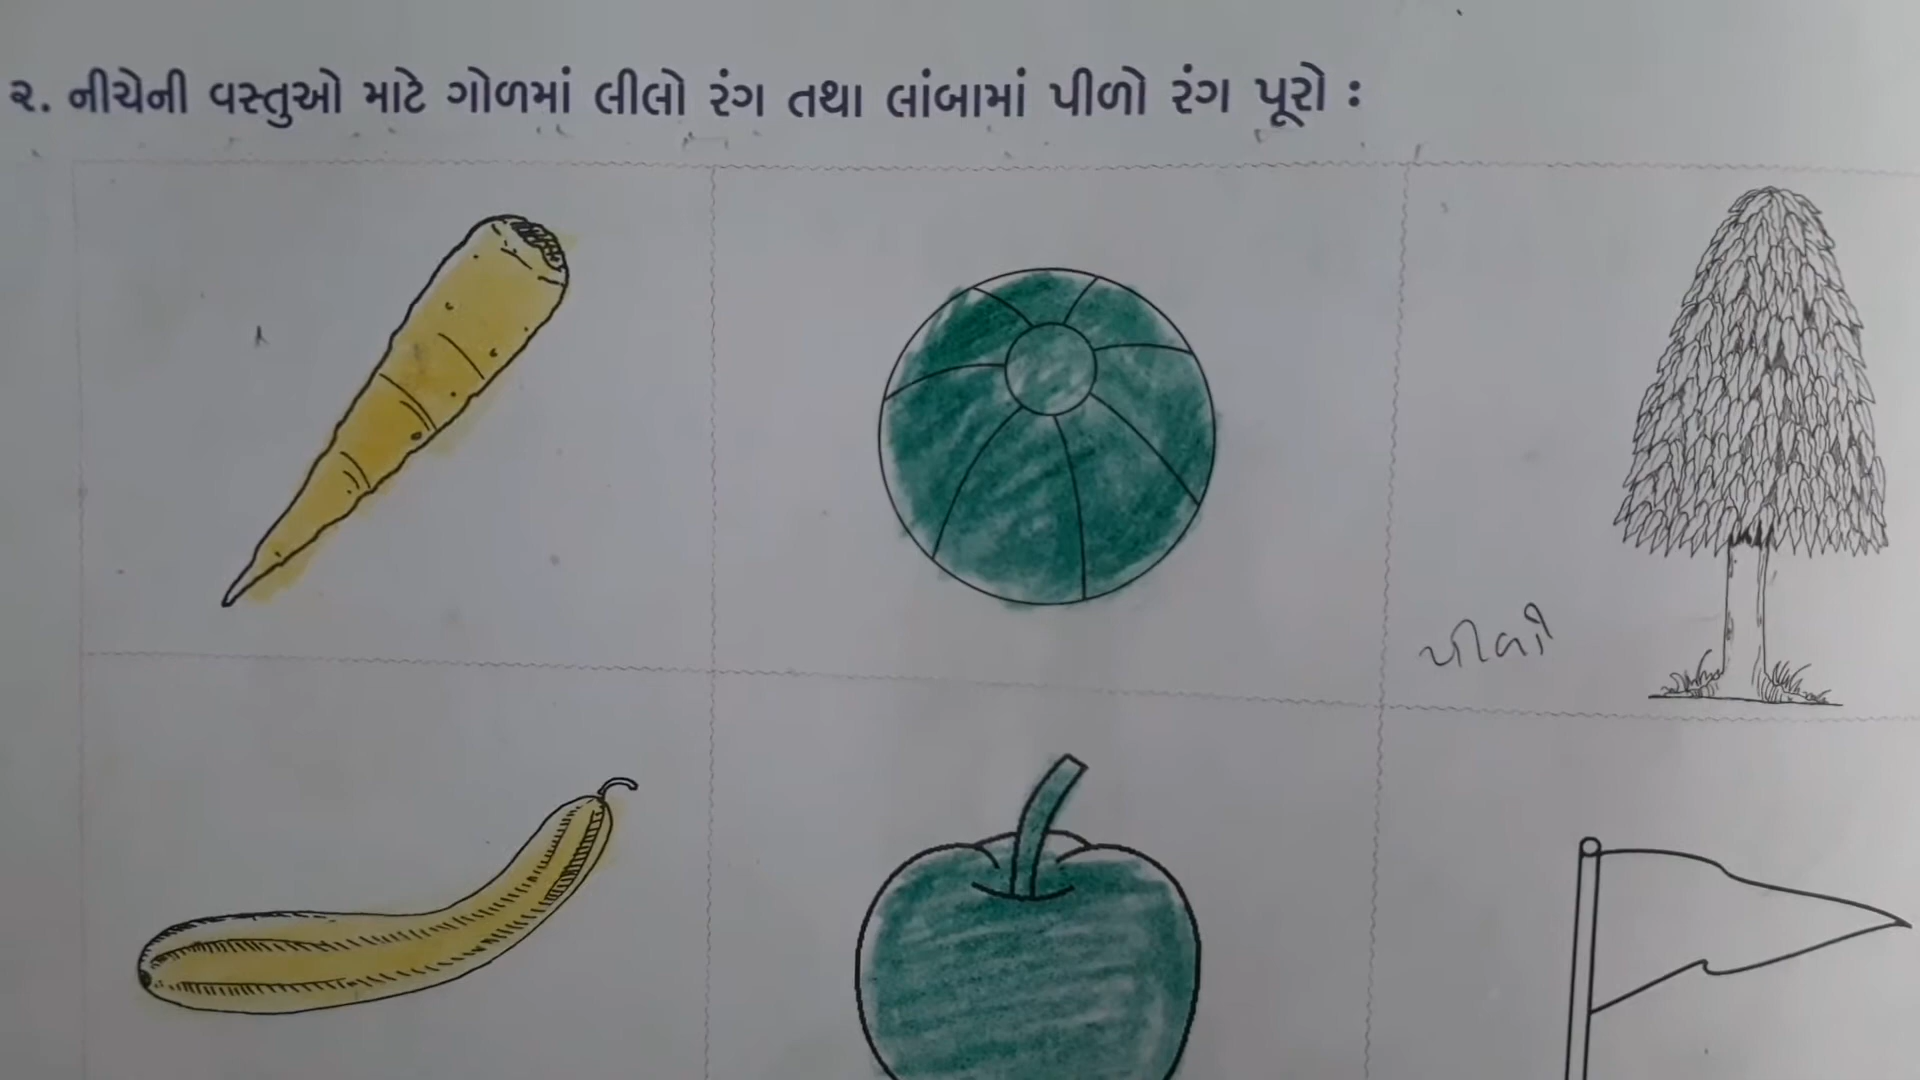 ૨. નીચેની વસ્તુઓ માટે ગોળમાં લીલો રંગ તથા લાંબામાં પીળો રંગ પૂરો :